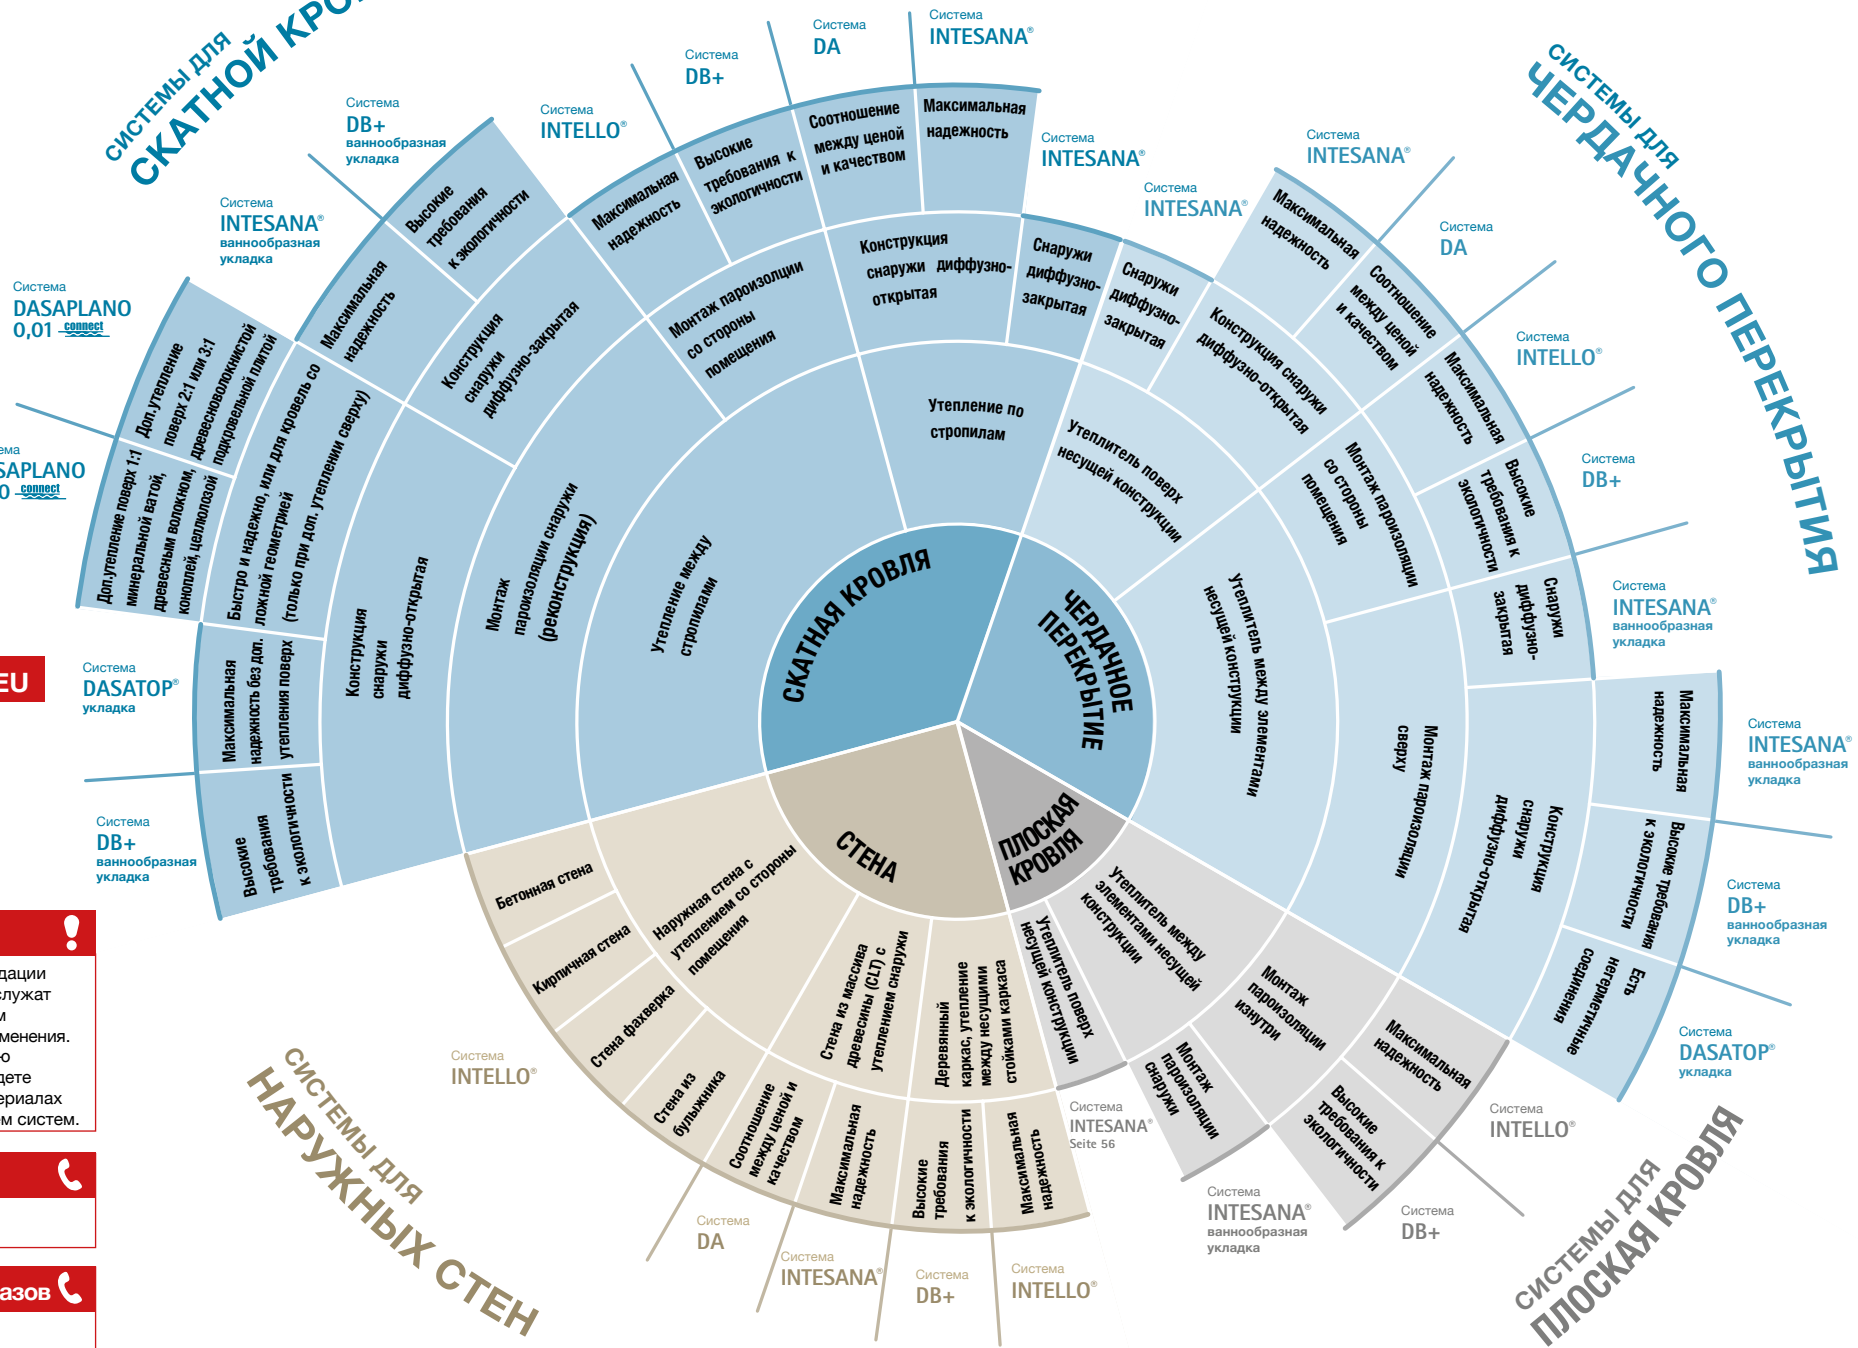 СИСТЕМЫ ДЛЯ
СКАТНОЙ
Система
DASAPLANO
0,01 connect
SAPLANO
connect
Система
INTESANA®
ваннообразная
укладка
Система
DB+
ваннообразная
укладка
Система
INTELLO®
Система
DB+
Система
DA
Система
INTESANA®
Система
INTESANA®
Система
DASATOP®
укладка
Система
DB+
ваннообразная
укладка
СКАТНАЯ КРОВЛЯ
Утепление между
стропилами
Утепление по
стропилам
Монтаж
пароизоляции снаружи
(реконструкция)
Монтаж пароизолции
со стороны
помещения
Конструкция
снаружи диффузно-
открытая
Снаружи
диффузно-
закрытая
Конструкция
снаружи
диффузно-открытая
Конструкция
снаружи
диффузно-закрытая
Высокие
требования
к экологичности
Максимальная
надежность без доп.
утепления поверх
Быстро и надежно, или для кровель со
ложной геометрией
(только при доп. утеплении сверху)
Доп.утепление поверх 1:1
минеральной ватой,
древесным волокном,
коноплей, целлюлозой
Доп.утепление
поверх 2:1 или 3:1
древесноволокнистой
подкровельной плитой
Максимальная
надежность
Высокие
требования
к экологичности
Максимальная
надежность
Высокие
требования к
экологичности
Соотношение
между ценой
и качеством
Максимальная
надежность
СИСТЕМЫ ДЛЯ
ЧЕРДАЧНОГО ПЕРЕКРЫТИЯ
ЧЕРДАЧНОЕ
ПЕРЕКРЫТИЕ
Утеплитель поверх
несущей конструкции
Снаружи
диффузно-
закрытая
Система
INTESANA®
Конструкция снаружи
диффузно-открытая
Максимальная
надежность
Система
INTESANA®
Соотношение
между ценой
и качеством
Система
DA
Утеплитель между элементами
несущей конструкции
Монтаж пароизоляции
со стороны
помещения
Максимальная
надежность
Система
INTELLO®
Высокие
требования к
экологичности
Система
DB+
Монтаж пароизоляции
сверху
Снаружи
диффузно-
закрытая
Система
INTESANA®
ваннообразная
укладка
Конструкция
снаружи
диффузно-открытая
Максимальная
надежность
Система
INTESANA®
ваннообразная
укладка
Высокие требования
к экологичности
Система
DB+
ваннообразная
укладка
Есть
негерметичные
соединения
Система
DASATOP®
укладка
ПЛОСКАЯ
КРОВЛЯ
Утеплитель между
элементами несущей
конструкции
Утеплитель поверх
несущей конструкции
Система
INTESANA®
Seite 56
Монтаж
пароизоляции
изнутри
Монтаж
пароизоляции
снаружи
Максимальная
надежность
Высокие
требования к
экологичности
Система
INTELLO®
Система
DB+
Система
INTESANA®
ваннообразная
укладка
СИСТЕМЫ ДЛЯ
ПЛОСКАЯ КРОВЛЯ
СТЕНА
Наружная стена с
утеплением со стороны
помещения
Бетонная стена
Кирпичная стена
Стена фахверка
Стена из
булыжника
Стена из массива
древесины (CLT) с
утеплением снаружи
Соотношение
между ценой и
качеством
Максимальная
надежность
Деревянный
каркас, утепление
между несущими
стойками каркаса
Высокие
требования
к экологичности
Максимальная
надежность
Система
INTELLO®
Система
DA
Система
INTESANA®
Система
DB+
Система
INTELLO®
СИСТЕМЫ ДЛЯ
НАРУЖНЫХ СТЕН
EU
!
служат
ем систем.